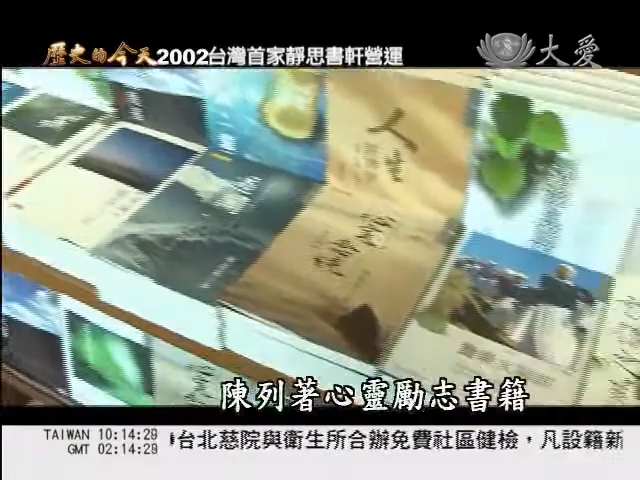 歷史的今天2002台灣首家靜思書軒營運
大愛
人
陳列著心靈勵志書籍
TAIWAN 10:14:29
GMT 02:14:29
台北慈院與衛生所合辦免費社區健檢，凡設籍新